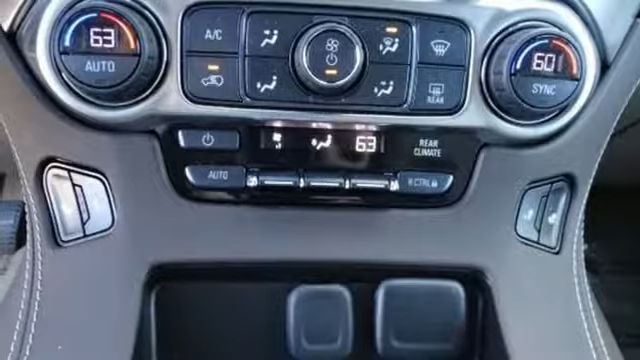 63
AUTO
A/C
REAR
60
SYNC
63
REAR
CLIMATE
AUTO
R CTRL